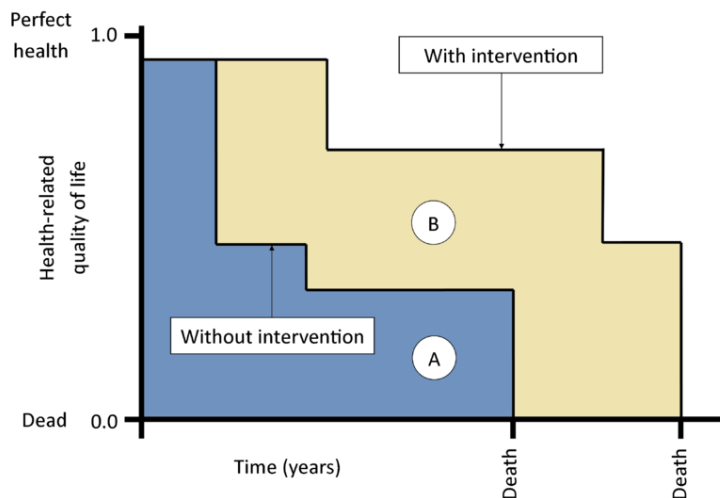 Perfect
health
1.0
With intervention
Health-related
quality of life
B
Without intervention
A
Dead
0.0
Time (years)
Death
Death